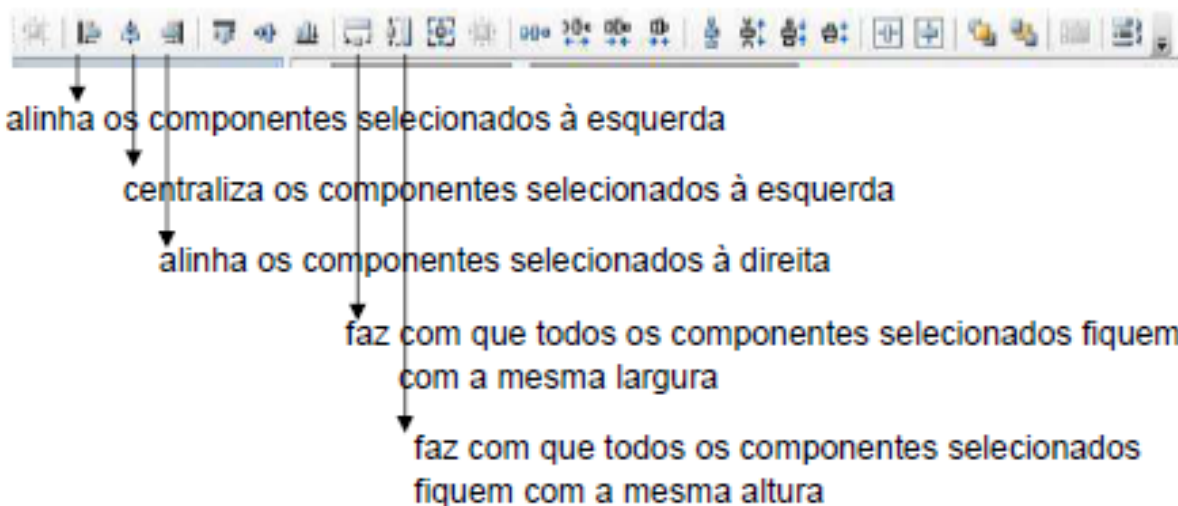 alinha os componentes selecionados à esquerda
centraliza os componentes selecionados à esquerda
alinha os componentes selecionados à direita
faz com que todos os componentes selecionados fiquem
com a mesma largura
faz com que todos os componentes selecionados
fiquem com a mesma altura